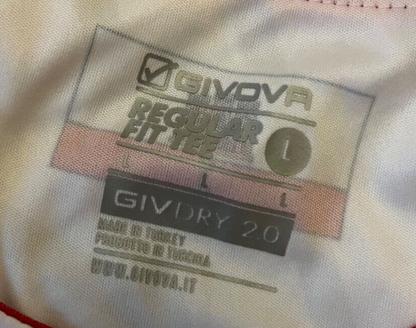 GIVOVA
REGULAR
FIT TEE L
L L L
GIVDRY 2.0
MADE IN TURKEY
PRODOTTO IN TURCHIA
WWW.GIVOVA.IT